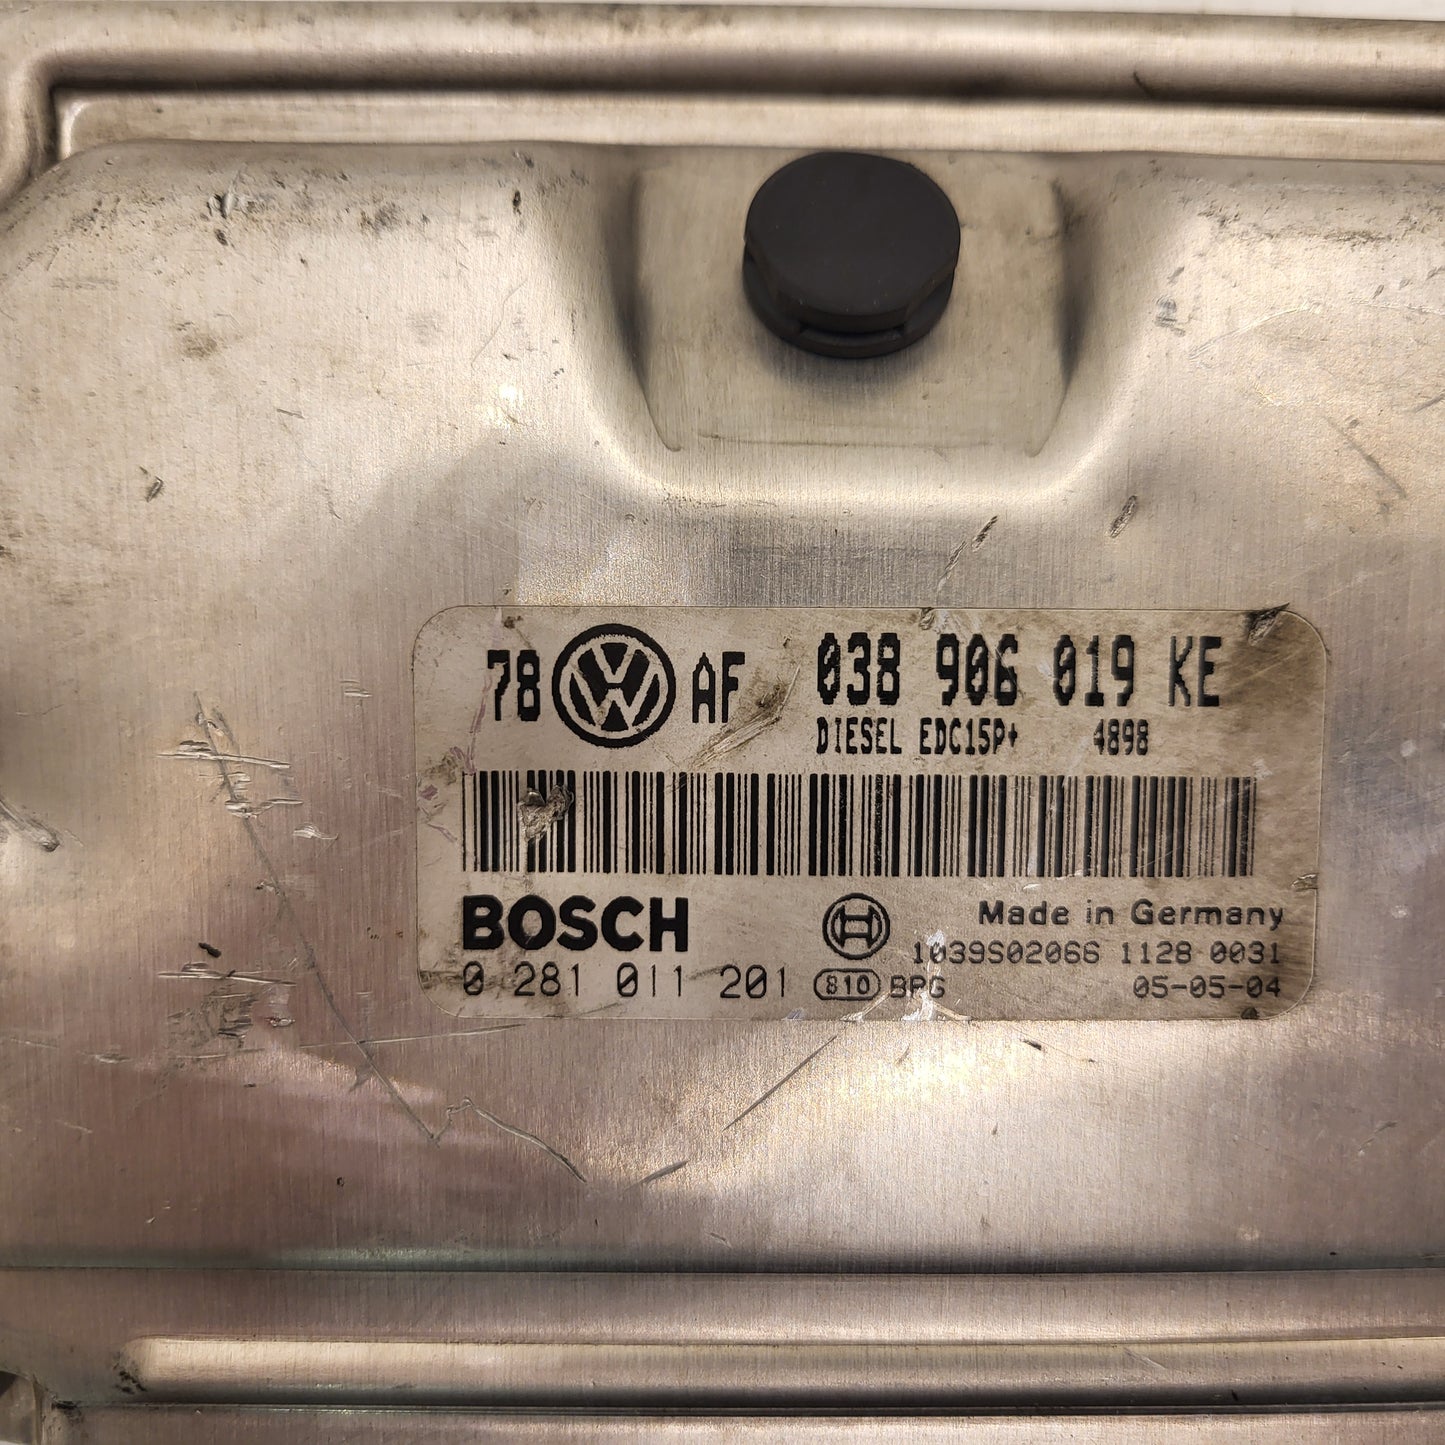 78 VW AF 038 906 019 KE
DIESEL EDC15P+ 4898
BOSCH
Made in Germany
1039S02066 1128 0031
0 281 011 201 810 BPG 05-05-04